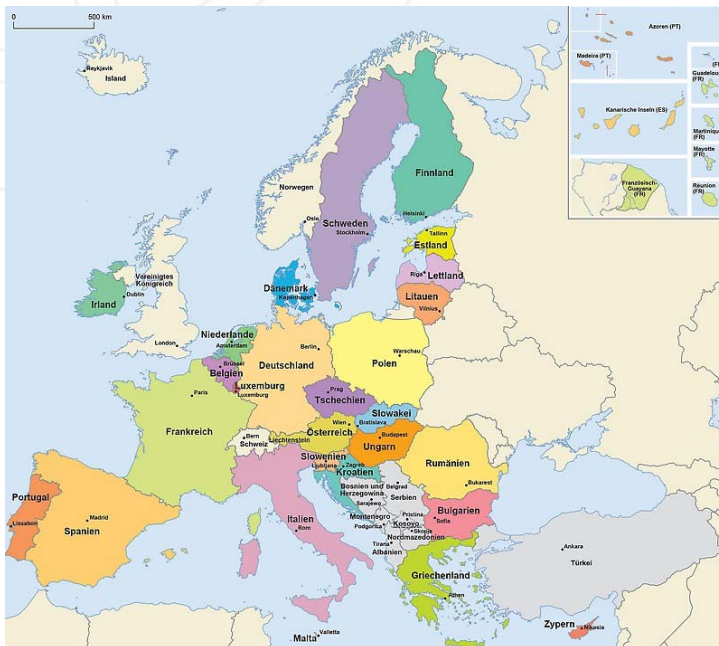 0 500 km
Reykjavik
Island
Azoren (PT)
Madeira (PT)
Guadeloupe
(FR)
Kanarische Inseln (ES)
Martinique
(FR)
Mayotte
(FR)
Französisch-
Guayana
(FR)
Réunion
(FR)
Norwegen
Finnland
Oslo
Schweden
Stockholm
Helsinki
Tallinn
Estland
Riga
Lettland
Litauen
Vilnius
Dänemark
Kopenhagen
Vereinigtes
Königreich
Dublin
Irland
London
Niederlande
Amsterdam
Berlin
Deutschland
Warschau
Polen
Brüssel
Belgien
Luxemburg
Luxemburg
Paris
Frankreich
Prag
Tschechien
Slowakei
Wien
Bratislava
Österreich
Budapest
Ungarn
Bern
Schweiz
Liechtenstein
Slowenien
Ljubljana
Zagreb
Kroatien
Rumänien
Bukarest
Bosnien und
Herzegowina
Sarajewo
Belgrad
Serbien
Montenegro
Podgorica
Pristina
Kosovo
Skopje
Nordmazedonien
Bulgarien
Sofia
Tirana
Albanien
Portugal
Lissabon
Madrid
Spanien
Italien
Rom
Griechenland
Athen
Ankara
Türkei
Zypern
Nikosia
Malta
Valletta